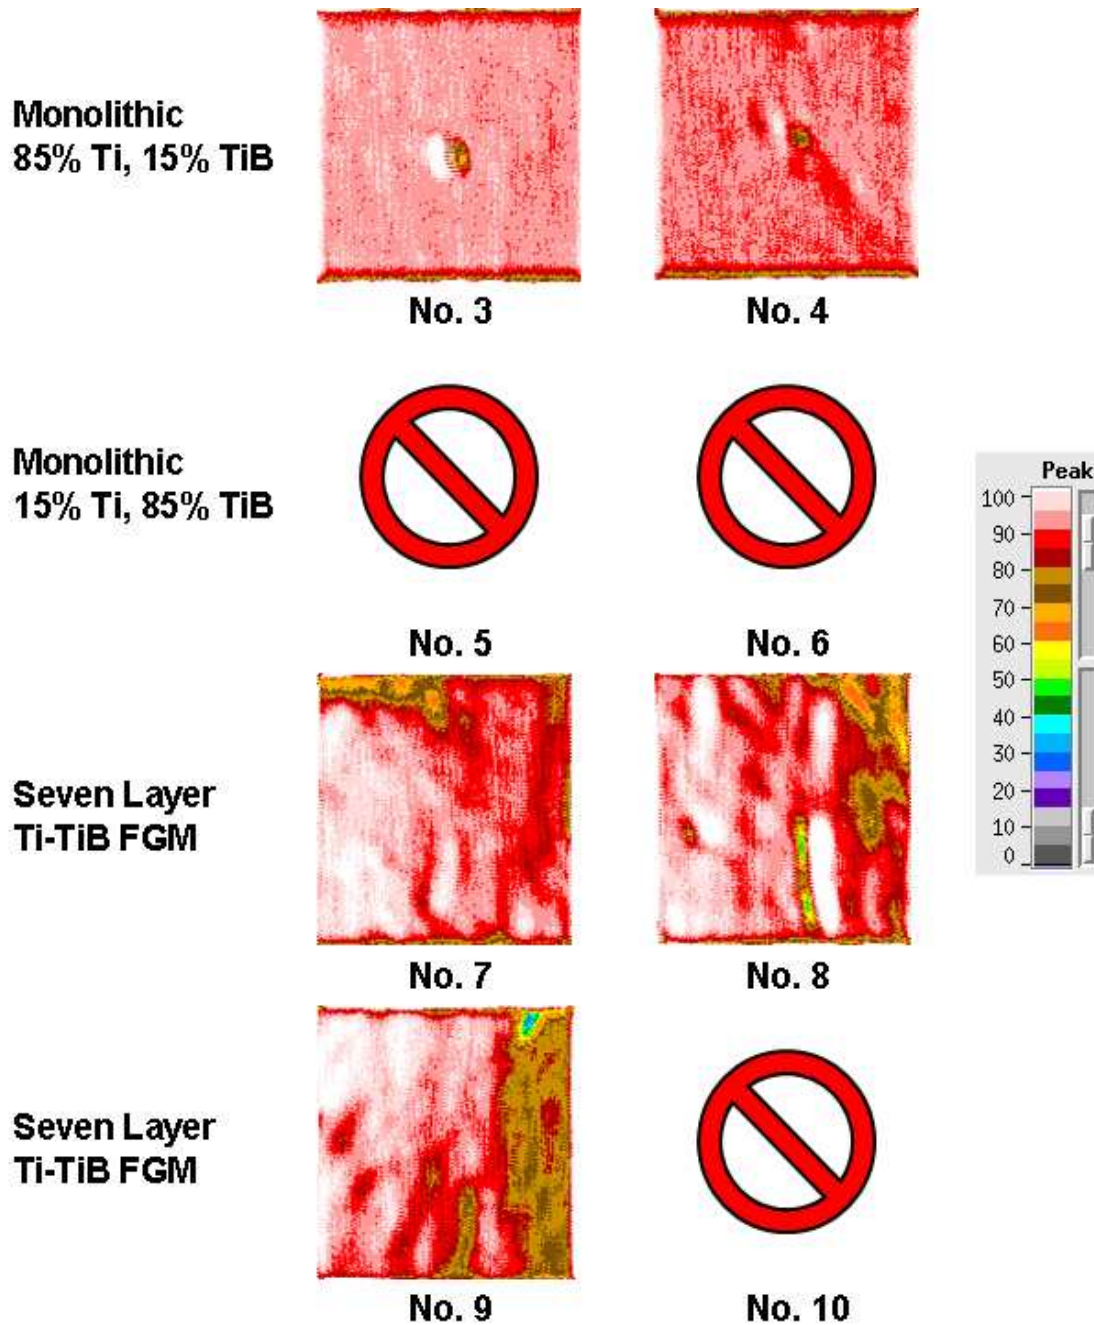 Monolithic
85% Ti, 15% TiB
No. 3
No. 4
Monolithic
15% Ti, 85% TiB
No. 5
No. 6
Peak
100
90
80
70
60
50
40
30
20
10
0
Seven Layer
Ti-TiB FGM
No. 7
No. 8
Seven Layer
Ti-TiB FGM
No. 9
No. 10